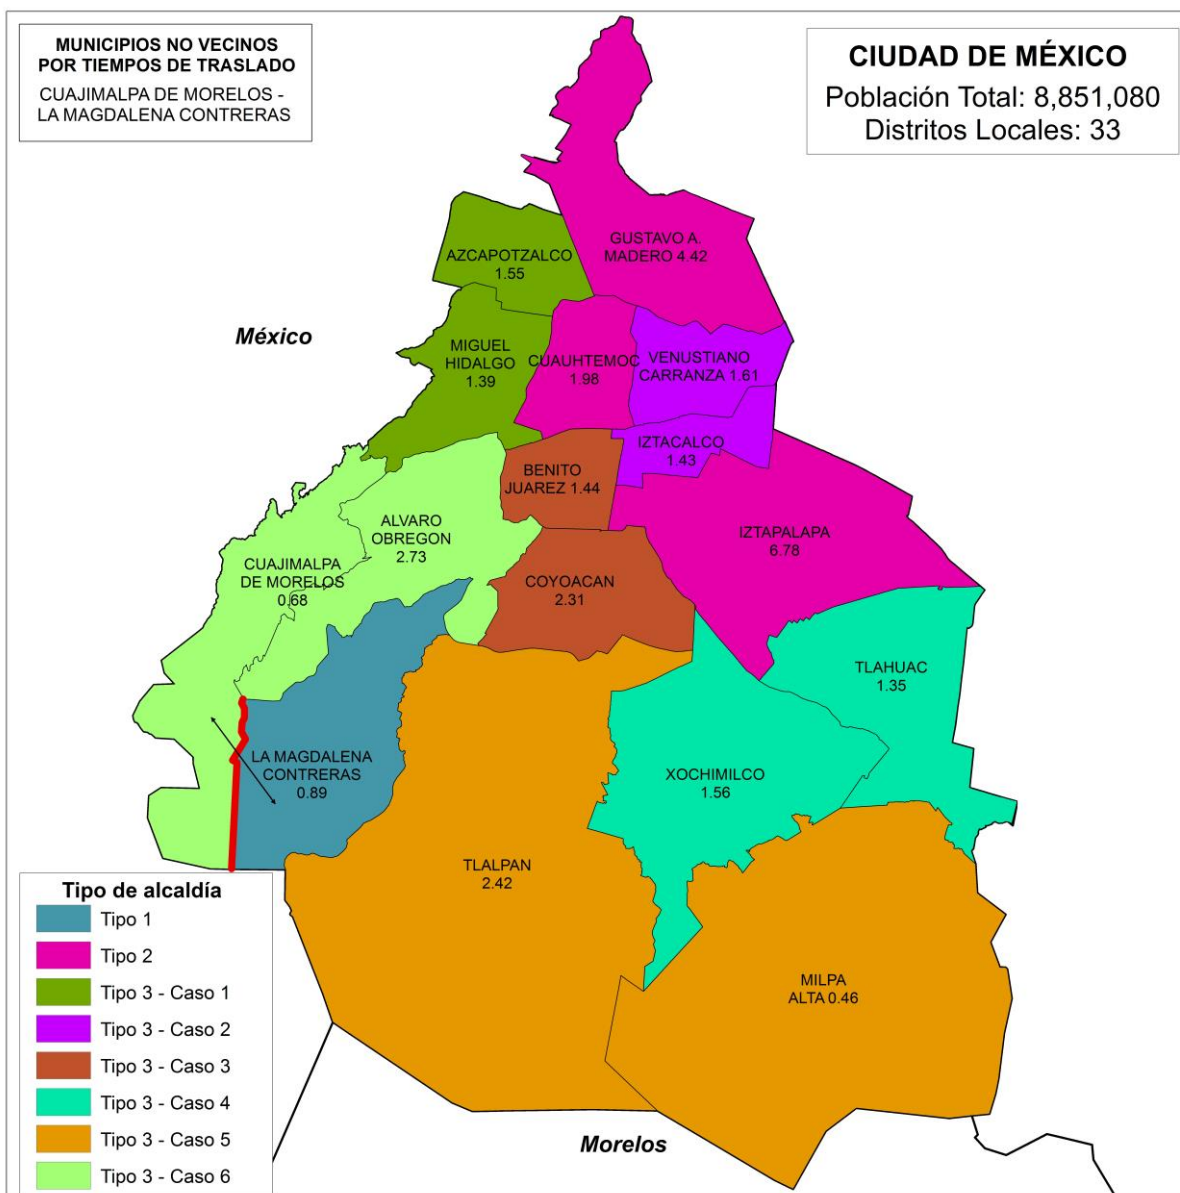 MUNICIPIOS NO VECINOS
POR TIEMPOS DE TRASLADO
CUAJIMALPA DE MORELOS -
LA MAGDALENA CONTRERAS
CIUDAD DE MÉXICO
Población Total: 8,851,080
Distritos Locales: 33
GUSTAVO A.
MADERO 4.42
AZCAPOTZALCO
1.55
México
MIGUEL
HIDALGO
1.39
CUAUHTEMOC
1.98
VENUSTIANO
CARRANZA 1.61
IZTACALCO
1.43
BENITO
JUAREZ 1.44
ALVARO
OBREGON
2.73
IZTAPALAPA
6.78
CUAJIMALPA
DE MORELOS
0.68
COYOACAN
2.31
TLAHUAC
1.35
LA MAGDALENA
CONTRERAS
0.89
XOCHIMILCO
1.56
TLALPAN
2.42
MILPA
ALTA 0.46
Morelos
Tipo de alcaldía
Tipo 1
Tipo 2
Tipo 3 - Caso 1
Tipo 3 - Caso 2
Tipo 3 - Caso 3
Tipo 3 - Caso 4
Tipo 3 - Caso 5
Tipo 3 - Caso 6